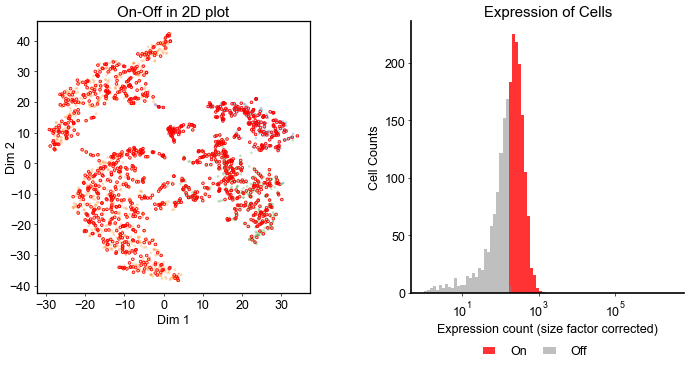 On-Off in 2D plot
40
30
20
10
0
−10
−20
−30
−40
Dim 2
−30 −20 −10 0 10 20 30
Dim 1
Expression of Cells
200
150
100
50
0
Cell Counts
10^1 10^3 10^5
Expression count (size factor corrected)
On Off